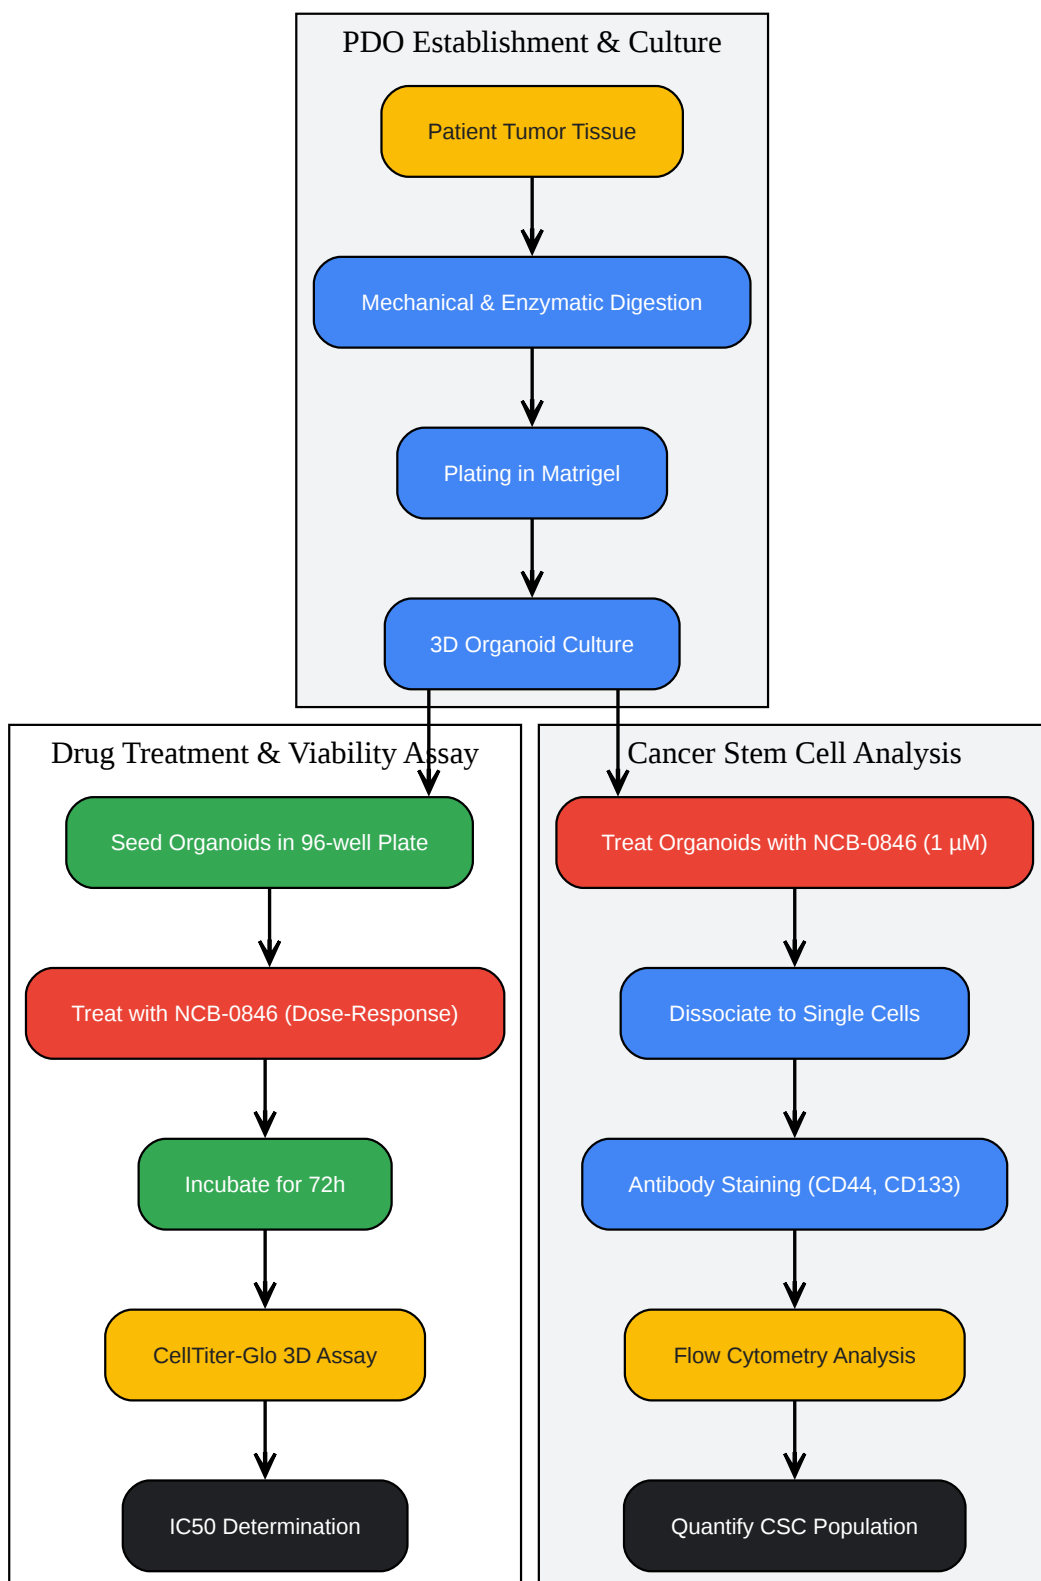 PDO Establishment & Culture
Patient Tumor Tissue
Mechanical & Enzymatic Digestion
Plating in Matrigel
3D Organoid Culture
Drug Treatment & Viability Assay
Seed Organoids in 96-well Plate
Treat with NCB-0846 (Dose-Response)
Incubate for 72h
CellTiter-Glo 3D Assay
IC50 Determination
Cancer Stem Cell Analysis
Treat Organoids with NCB-0846 (1 µM)
Dissociate to Single Cells
Antibody Staining (CD44, CD133)
Flow Cytometry Analysis
Quantify CSC Population